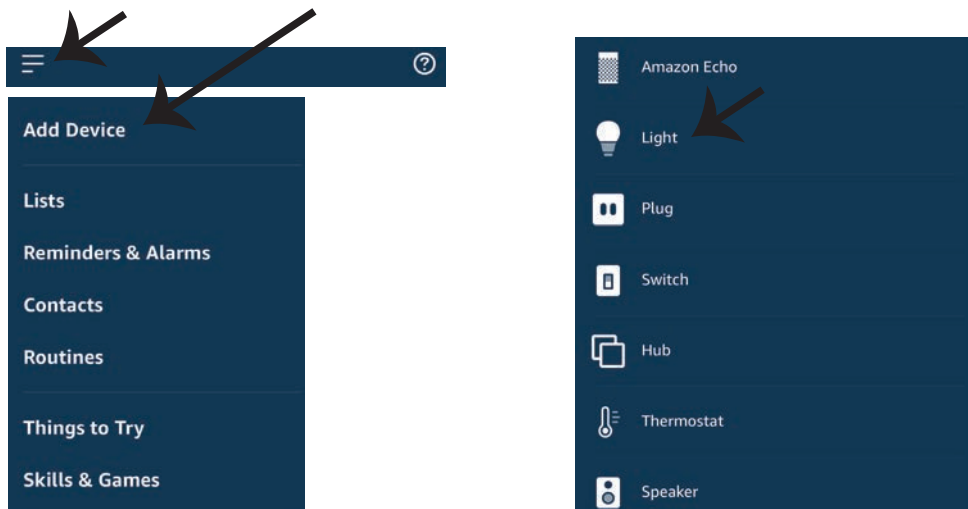 Add Device
Lists
Reminders & Alarms
Contacts
Routines
Things to Try
Skills & Games
Amazon Echo
Light
Plug
Switch
Hub
Thermostat
Speaker